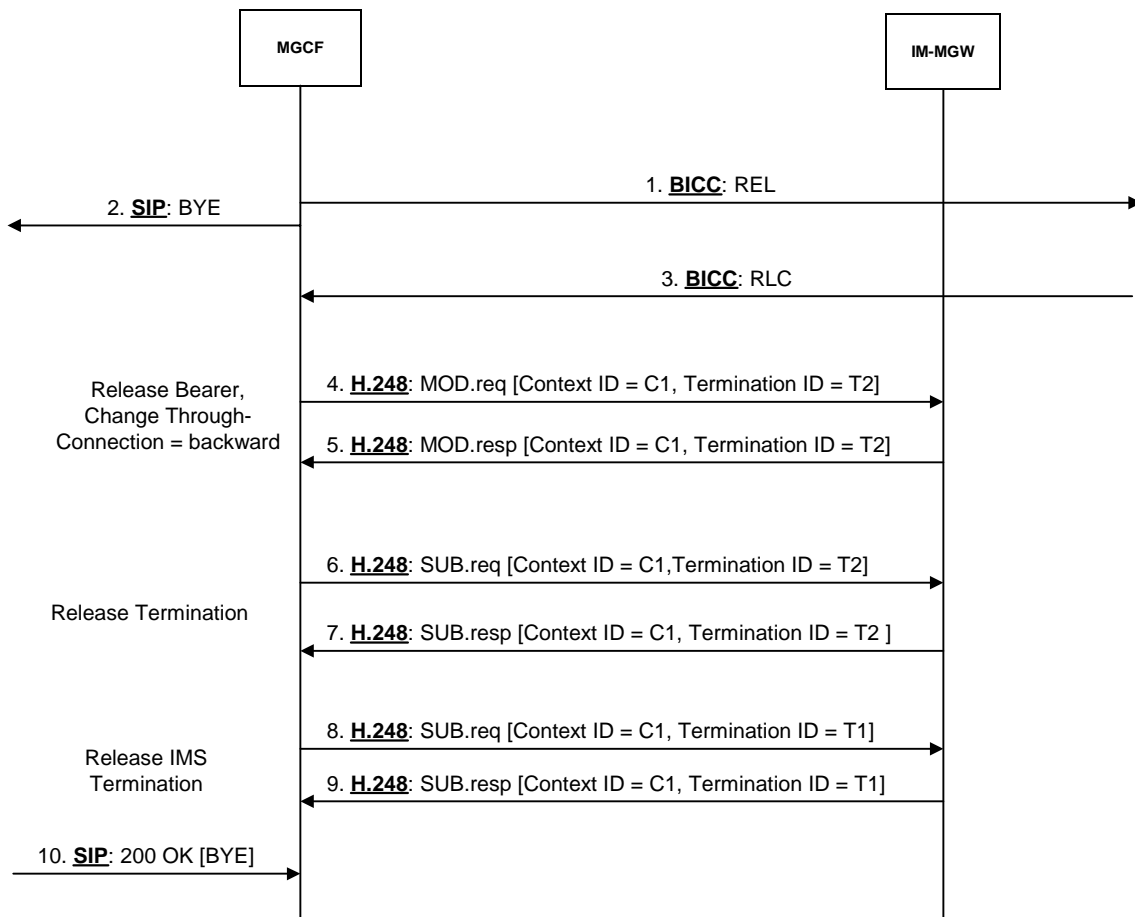 MGCF
IM-MGW
1. BICC: REL
2. SIP: BYE
3. BICC: RLC
Release Bearer,
Change Through-
Connection = backward
4. H.248: MOD.req [Context ID = C1, Termination ID = T2]
5. H.248: MOD.resp [Context ID = C1, Termination ID = T2]
6. H.248: SUB.req [Context ID = C1,Termination ID = T2]
Release Termination
7. H.248: SUB.resp [Context ID = C1, Termination ID = T2 ]
8. H.248: SUB.req [Context ID = C1, Termination ID = T1]
Release IMS
Termination
9. H.248: SUB.resp [Context ID = C1, Termination ID = T1]
10. SIP: 200 OK [BYE]